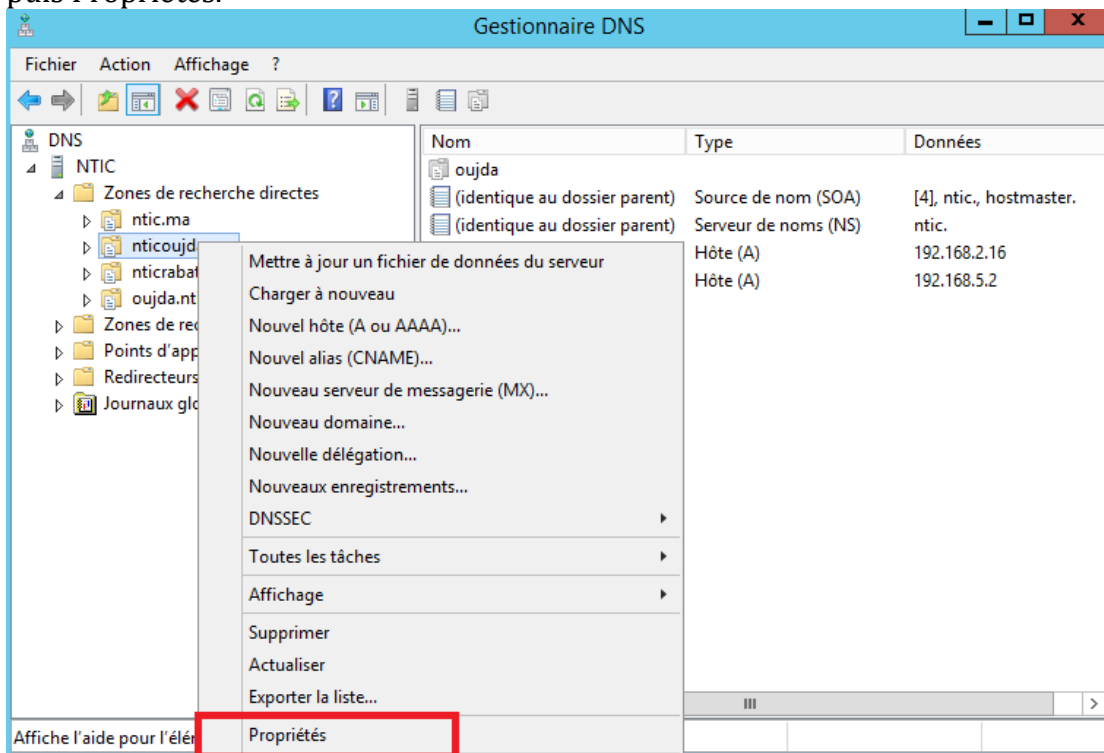 puis Propriétés.
Gestionnaire DNS
Fichier Action Affichage ?
DNS
NTIC
Zones de recherche directes
ntic.ma
nticoujd
nticrabat
oujda.nt
Zones de rec
Points d'app
Redirecteurs
Journaux glo
Nom Type Données
oujda
(identique au dossier parent) Source de nom (SOA) [4], ntic., hostmaster.
(identique au dossier parent) Serveur de noms (NS) ntic.
Hôte (A) 192.168.2.16
Hôte (A) 192.168.5.2
Mettre à jour un fichier de données du serveur
Charger à nouveau
Nouvel hôte (A ou AAAA)...
Nouvel alias (CNAME)...
Nouveau serveur de messagerie (MX)...
Nouveau domaine...
Nouvelle délégation...
Nouveaux enregistrements...
DNSSEC
Toutes les tâches
Affichage
Supprimer
Actualiser
Exporter la liste...
Propriétés
Affiche l'aide pour l'élér